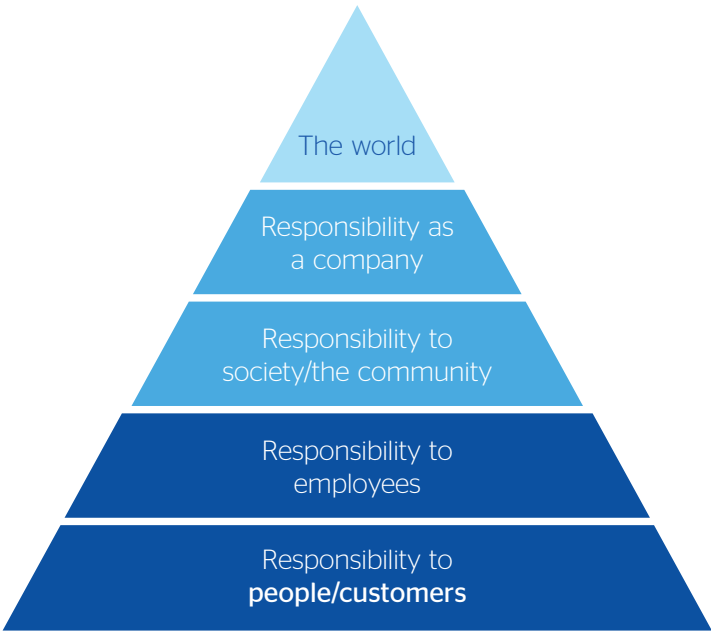 The world
Responsibility as
a company
Responsibility to
society/the community
Responsibility to
employees
Responsibility to
people/customers